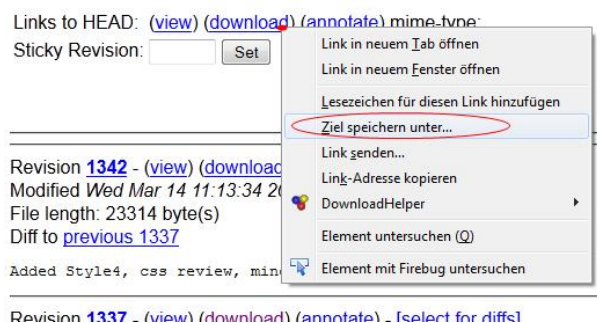 Links to HEAD: (view) (download) (annotate) mime-type:
Sticky Revision: Set
Link in neuem Tab öffnen
Link in neuem Fenster öffnen
Lesezeichen für diesen Link hinzufügen
Ziel speichern unter...
Link senden...
Link-Adresse kopieren
DownloadHelper
Element untersuchen (Q)
Element mit Firebug untersuchen
Revision 1342 - (view) (download
Modified Wed Mar 14 11:13:34 20
File length: 23314 byte(s)
Diff to previous 1337
Added Style4, css review,
Revision 1337 - (view) (download) (annotate) - [select for diffs]